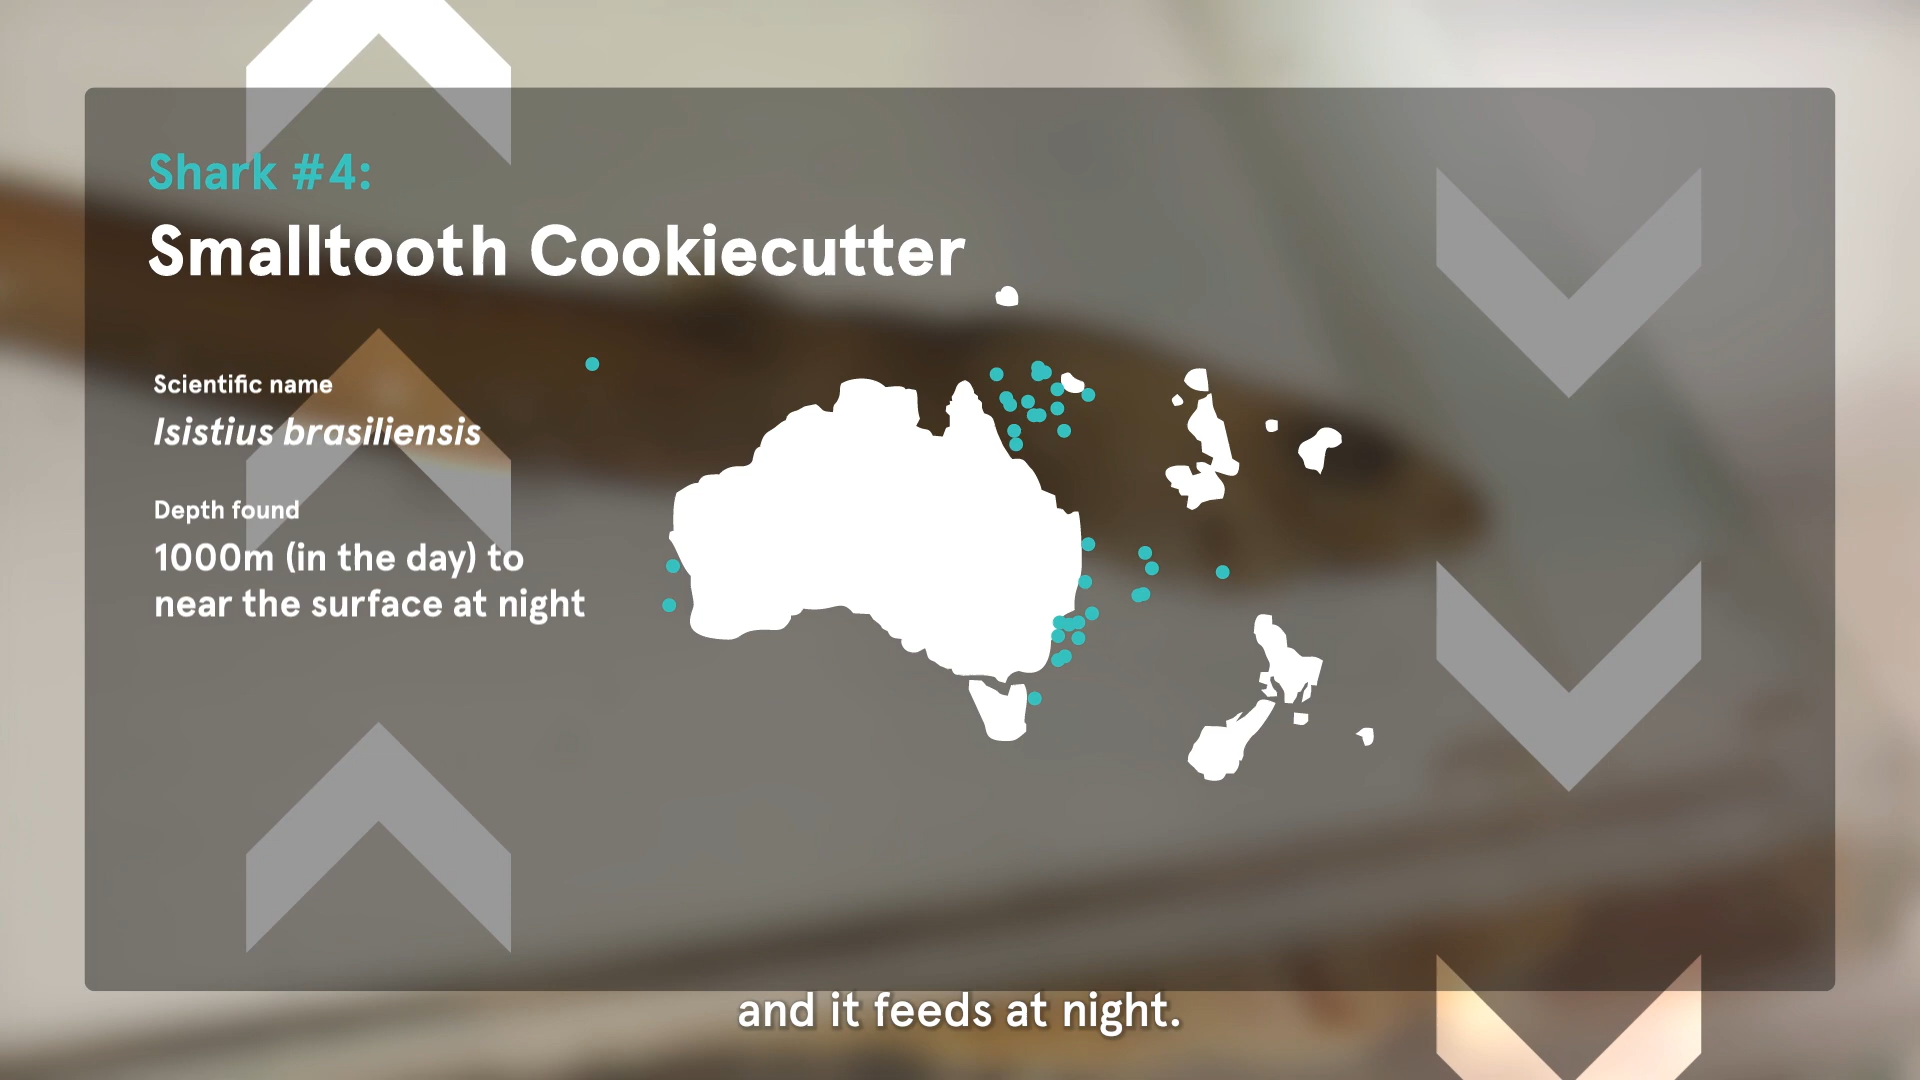 Shark #4:
Smalltooth Cookiecutter
Scientific name
Isistius brasiliensis
Depth found
1000m (in the day) to
near the surface at night
and it feeds at night.